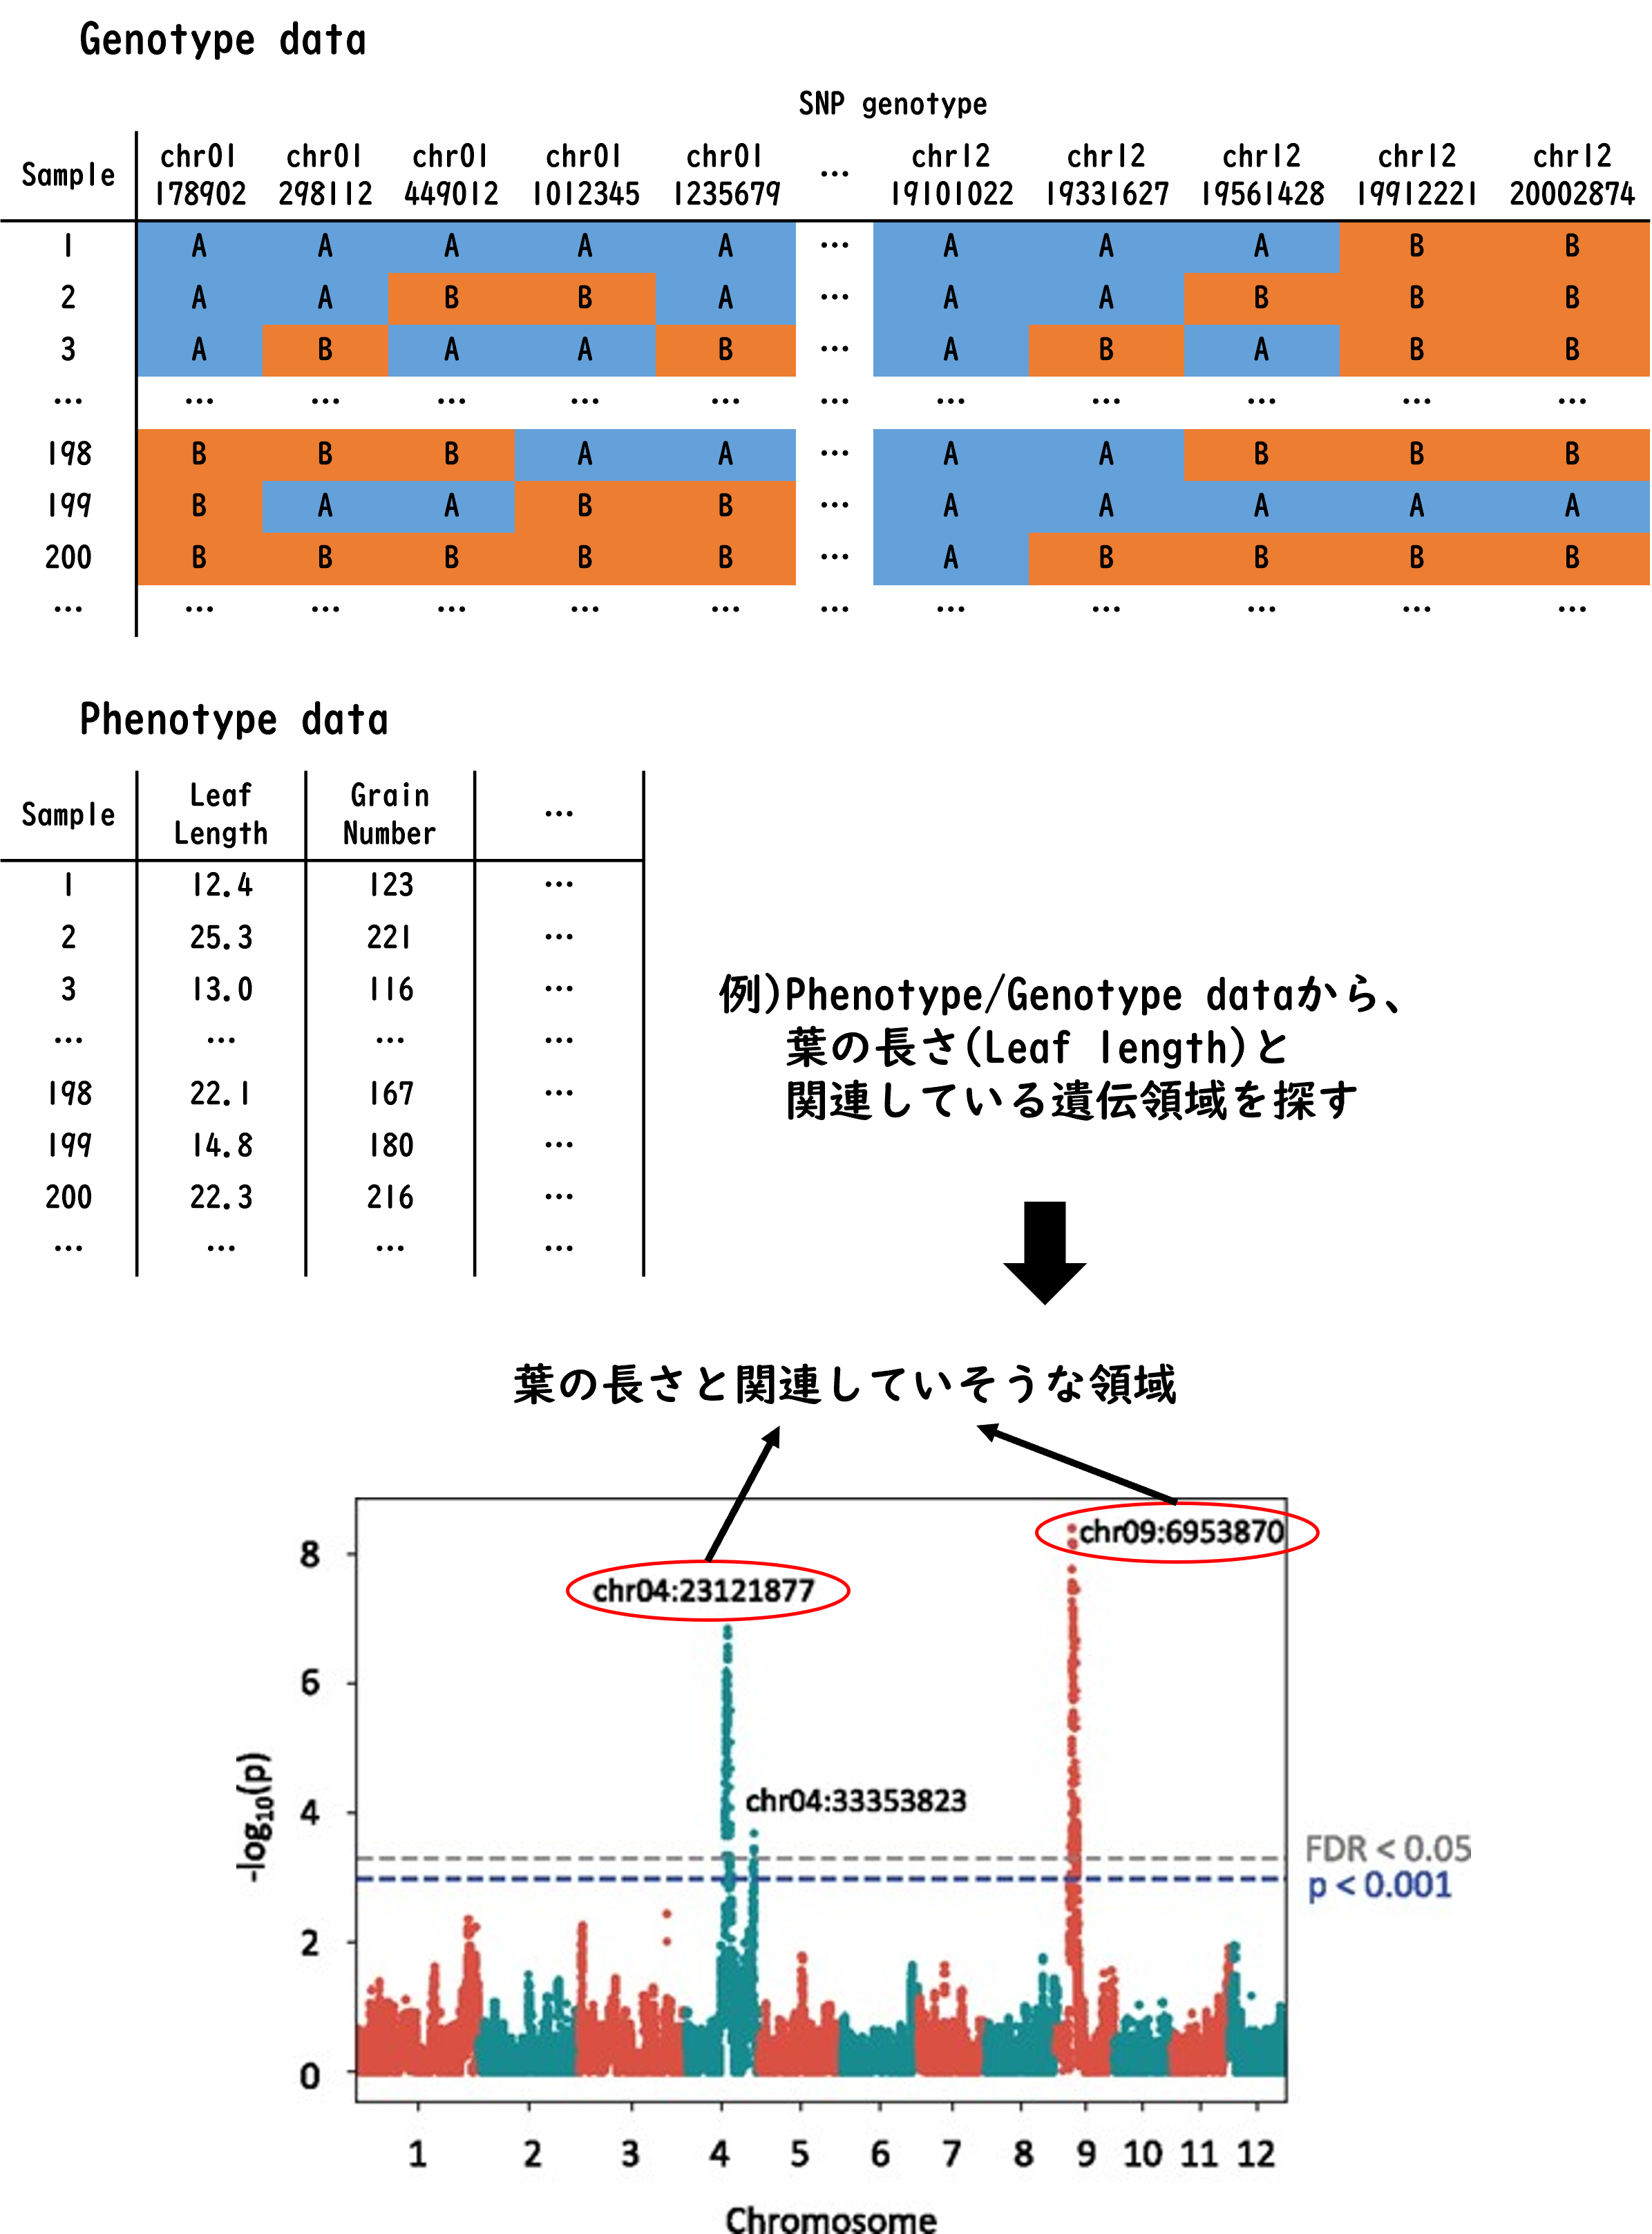 Genotype data
SNP genotype
Sample chr01 178902 chr01 298112 chr01 449012 chr01 1012345 chr01 1235679 … chr12 19101022 chr12 19331627 chr12 19561428 chr12 19912221 chr12 20002874
1 A A A A A … A A A B B
2 A A B B A … A A B B B
3 A B A A B … A B A B B
… … … … … … … … … … … …
198 B B B A A … A A B B B
199 B A A B B … A A A A A
200 B B B B B … A B B B B
… … … … … … … … … … … …
Phenotype data
Sample Leaf Length Grain Number …
1 12.4 123 …
2 25.3 221 …
3 13.0 116 …
… … … …
198 22.1 167 …
199 14.8 180 …
200 22.3 216 …
… … … …
例)Phenotype/Genotype dataから、
葉の長さ(Leaf length)と
関連している遺伝領域を探す
葉の長さと関連していそうな領域
chr09:6953870
chr04:23121877
chr04:33353823
FDR < 0.05
p < 0.001
-log10(p)
8
6
4
2
0
1 2 3 4 5 6 7 8 9 10 11 12
Chromosome